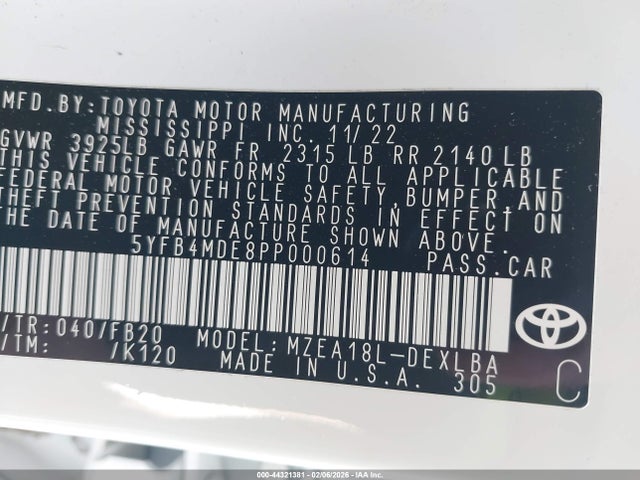 MFD. BY: TOYOTA MOTOR MANUFACTURING
MISSISSIPPI INC. 11/22
GVWR 3925LB GAWR FR 2315 LB RR 2140 LB
THIS VEHICLE CONFORMS TO ALL APPLICABLE
FEDERAL MOTOR VEHICLE SAFETY, BUMPER, AND
THEFT PREVENTION STANDARDS IN EFFECT ON
THE DATE OF MANUFACTURE SHOWN ABOVE.
5YFB4MDE8PP000614 PASS.CAR
/TR: 040/FB20 MODEL: MZEA18L-DEXLBA
/TM: /K120 MADE IN U.S.A. 305
C
000-44321381 - 02/06/2026 - IAA Inc.